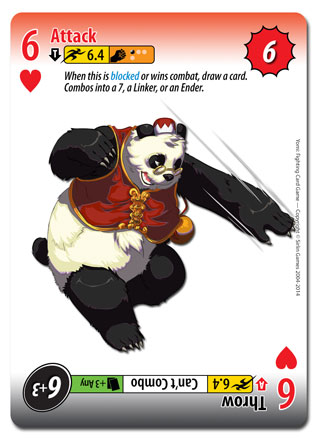 6 Attack
6.4
6
When this is blocked or wins combat, draw a card.
Combos into a 7, a Linker, or an Ender.
Yomi: Fighting Card Game — Copyright © Sirlin Games 2004-2014
6 Throw
6.4
Can't Combo
+3 Any
6+3